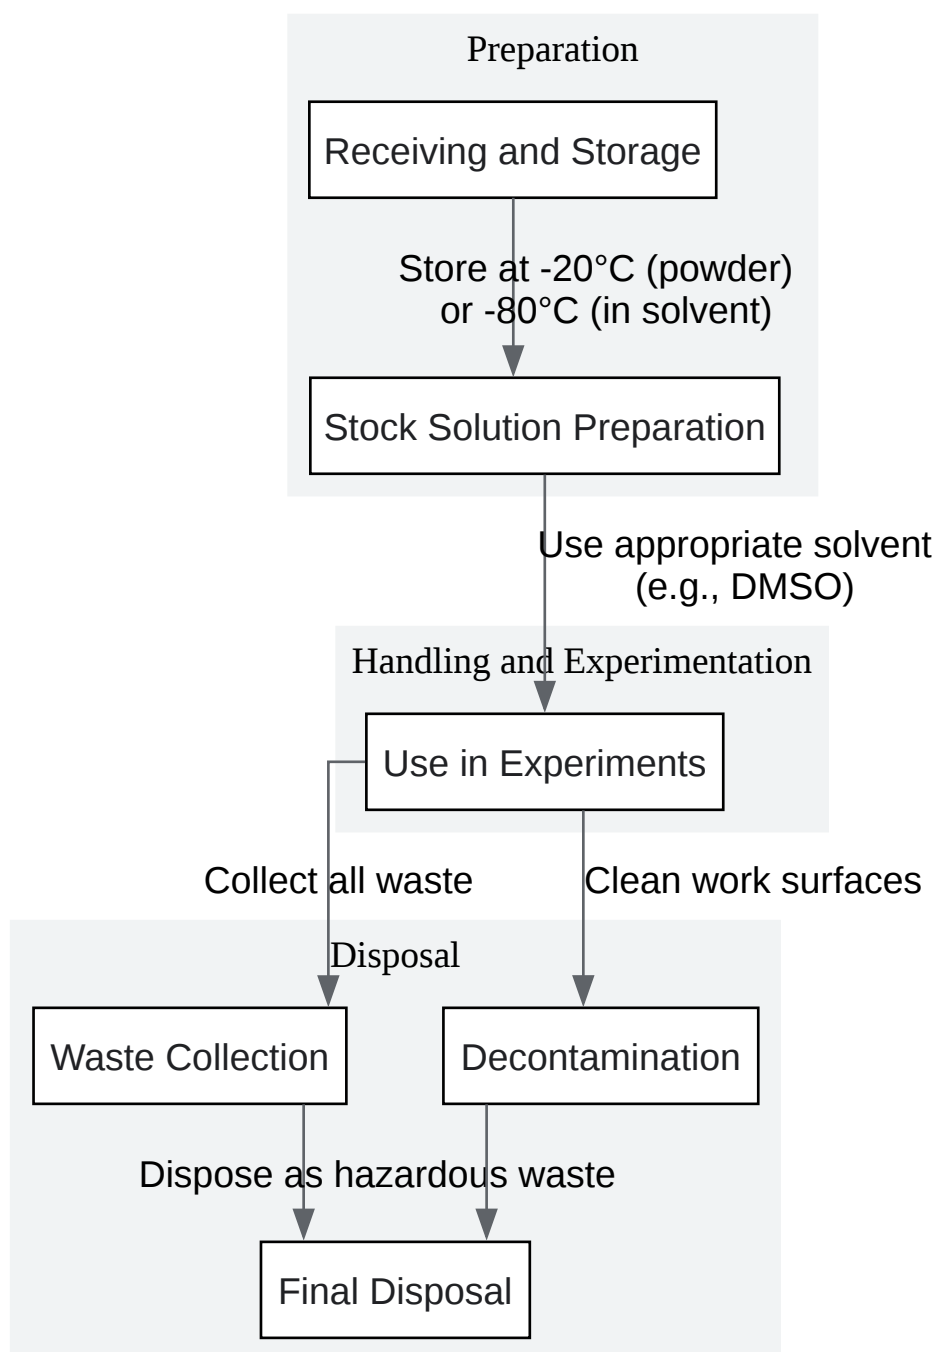 Preparation
Receiving and Storage
Store at -20°C (powder)
or -80°C (in solvent)
Stock Solution Preparation
Use appropriate solvent
(e.g., DMSO)
Handling and Experimentation
Use in Experiments
Collect all waste
Clean work surfaces
Disposal
Waste Collection
Decontamination
Dispose as hazardous waste
Final Disposal